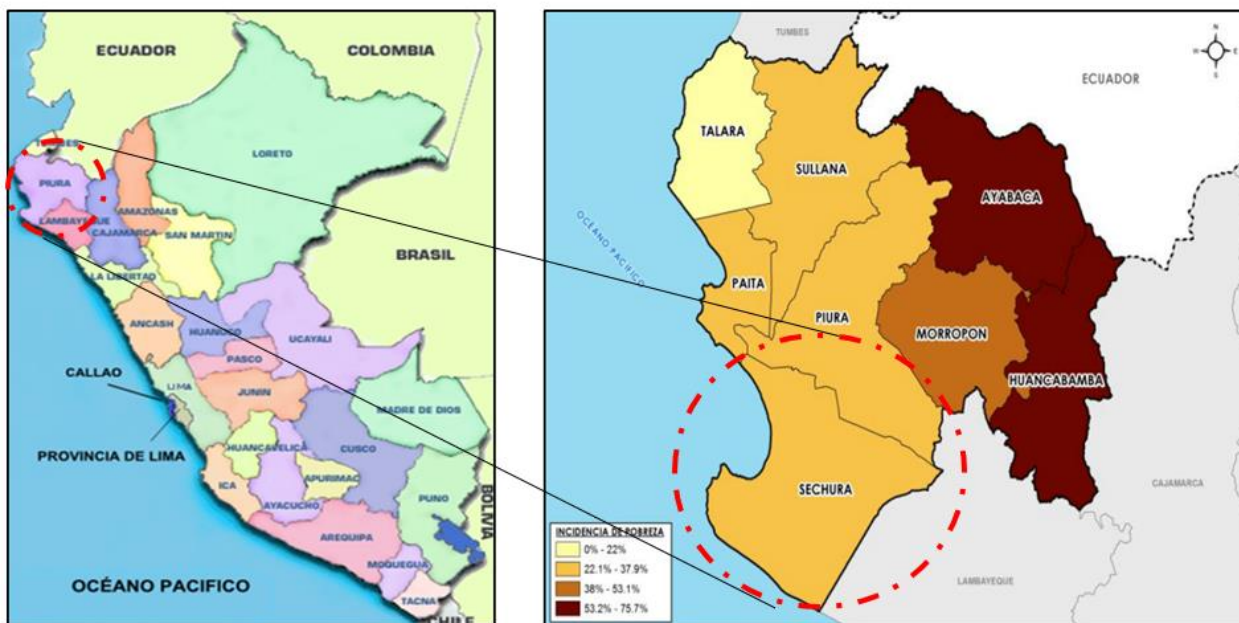 ECUADOR
COLOMBIA
TUMBES
PIURA
LORETO
LAMBAYEQUE
AMAZONAS
CAJAMARCA
SAN MARTIN
BRASIL
LA LIBERTAD
ANCASH
HUANUCO
UCAYALI
PASCO
CALLAO
LIMA
JUNIN
MADRE DE DIOS
PROVINCIA DE LIMA
HUANCAVELICA
CUSCO
ICA
APURIMAC
AYACUCHO
PUNO
BOLIVIA
AREQUIPA
MOQUEGUA
OCÉANO PACIFICO
TACNA
CHILE
TUMBES
N
W
E
S
ECUADOR
TALARA
SULLANA
AYABACA
OCÉANO PACÍFICO
PAITA
PIURA
MORROPON
HUANCABAMBA
SECHURA
CAJAMARCA
LAMBAYEQUE
INCIDENCIA DE POBREZA
0% - 22%
22.1% - 37.9%
38% - 53.1%
53.2% - 75.7%